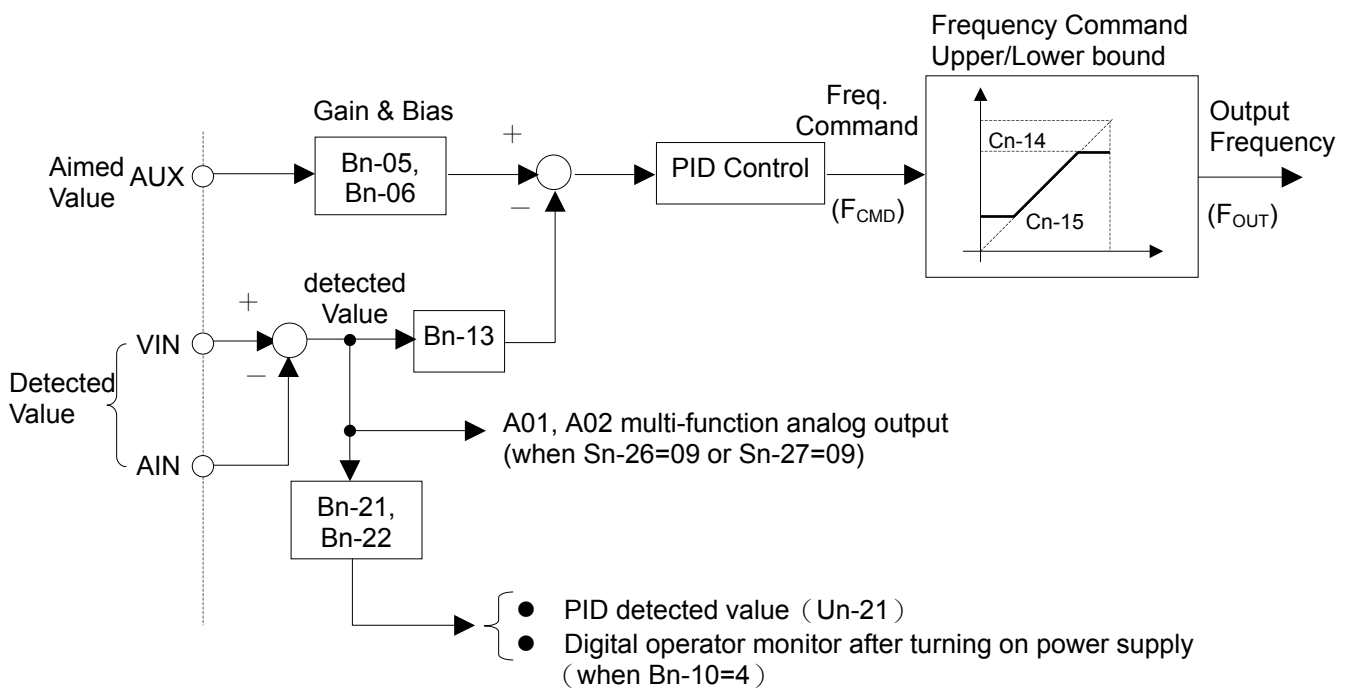 Frequency Command
Upper/Lower bound
Gain & Bias
Freq.
Command
Output
Frequency
Cn-14
Cn-15
Aimed
Value
AUX
Bn-05,
Bn-06
+
−
PID Control
(FCMD)
(FOUT)
detected
Value
+
−
VIN
Bn-13
Detected
Value
AIN
A01, A02 multi-function analog output
(when Sn-26=09 or Sn-27=09)
Bn-21,
Bn-22
● PID detected value（Un-21）
● Digital operator monitor after turning on power supply
（when Bn-10=4）